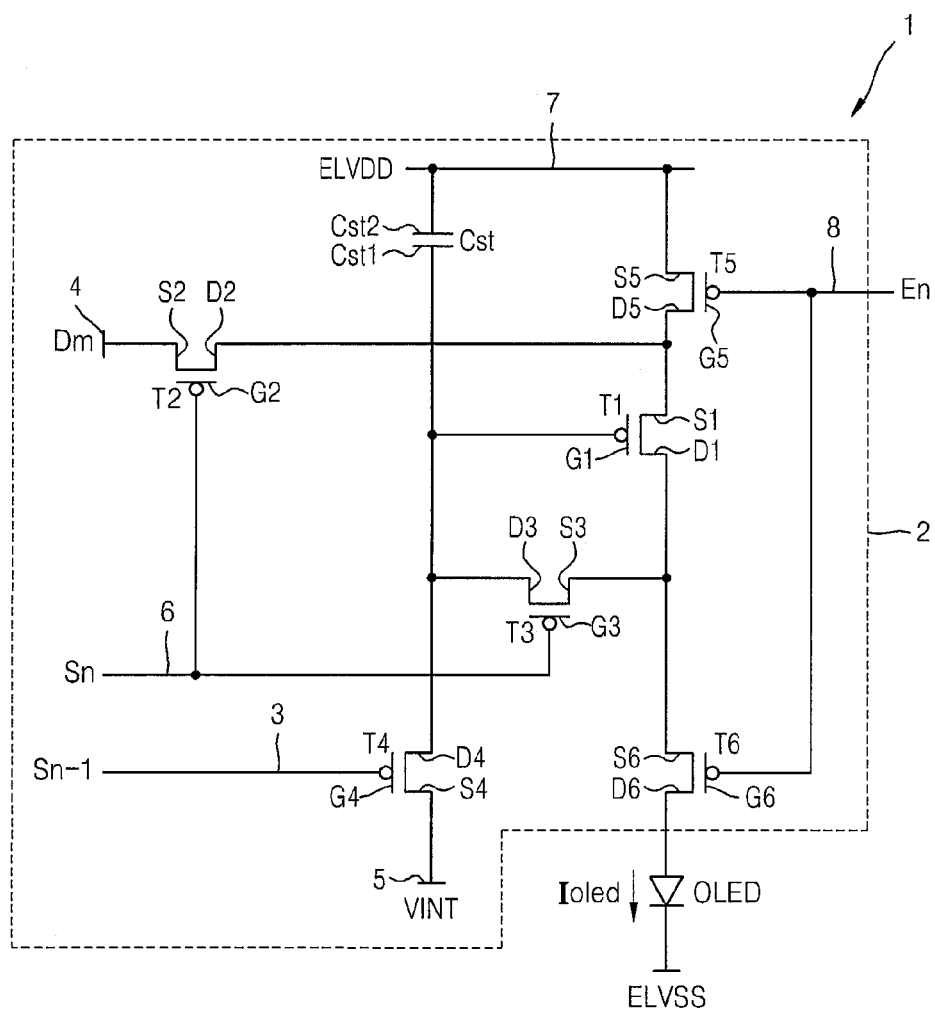 1
7
ELVDD
Cst2
Cst1 Cst
8
T5
S5
En
4
S2 D2
D5
Dm
G5
T2 G2
T1
S1
G1 D1
D3 S3
2
6
T3 G3
Sn
3
T4 D4 S6 T6
Sn-1
G4 S4 D6 G6
5
VINT
Ioled OLED
ELVSS